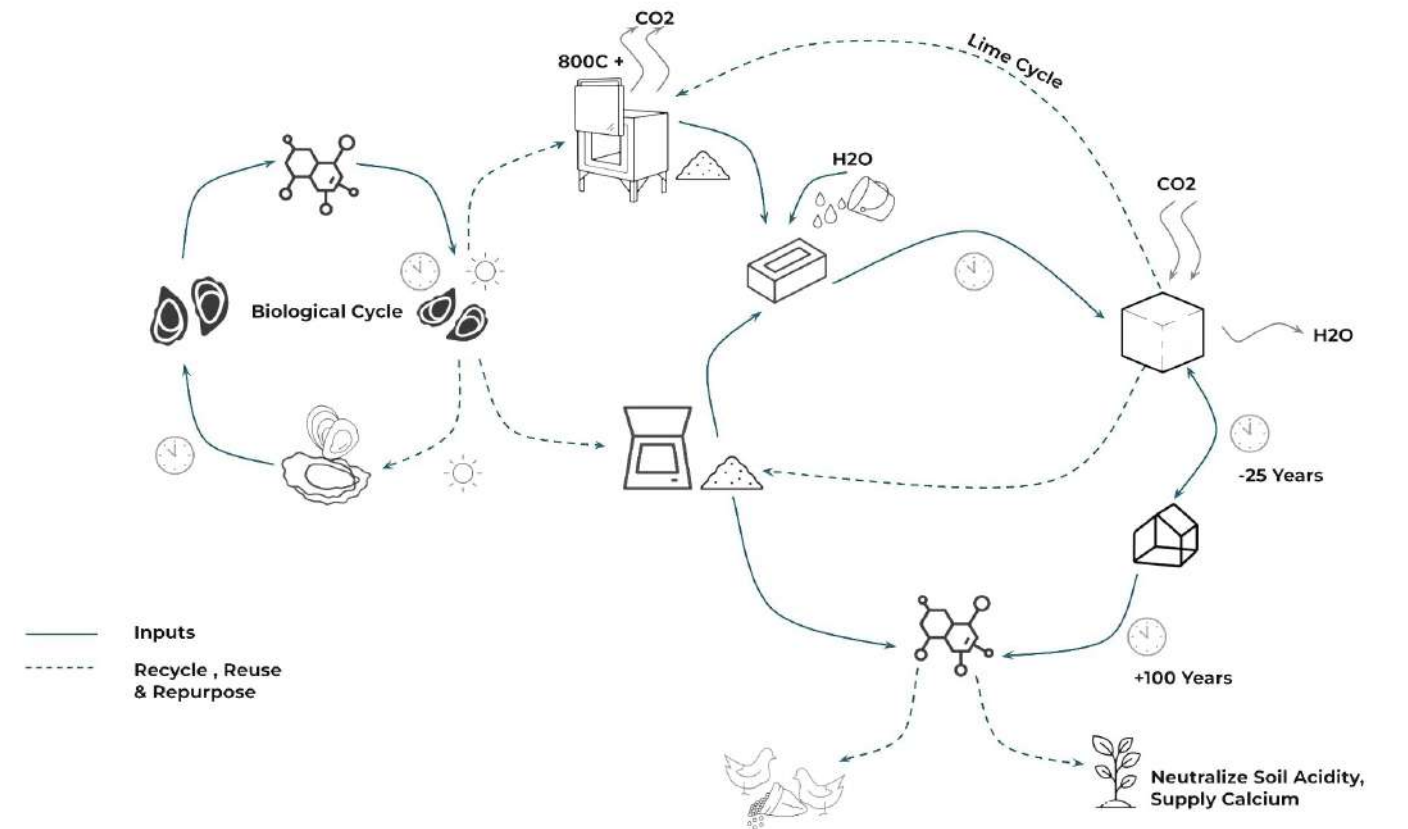 CO2
800C +
Lime Cycle
H2O
CO2
Biological Cycle
H2O
-25 Years
Inputs
Recycle , Reuse
& Repurpose
+100 Years
Neutralize Soil Acidity,
Supply Calcium